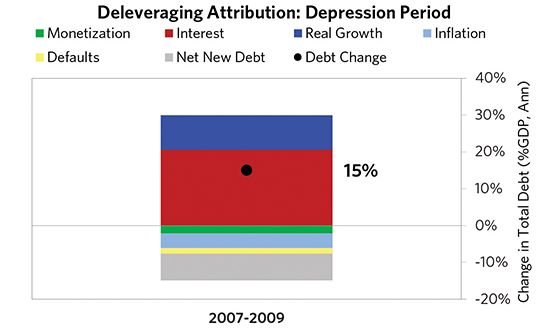 Deleveraging Attribution: Depression Period
Monetization Interest Real Growth Inflation
Defaults Net New Debt Debt Change
40%
30%
20%
15%
10%
0%
-10%
-20%
Change in Total Debt (%GDP, Ann)
2007-2009